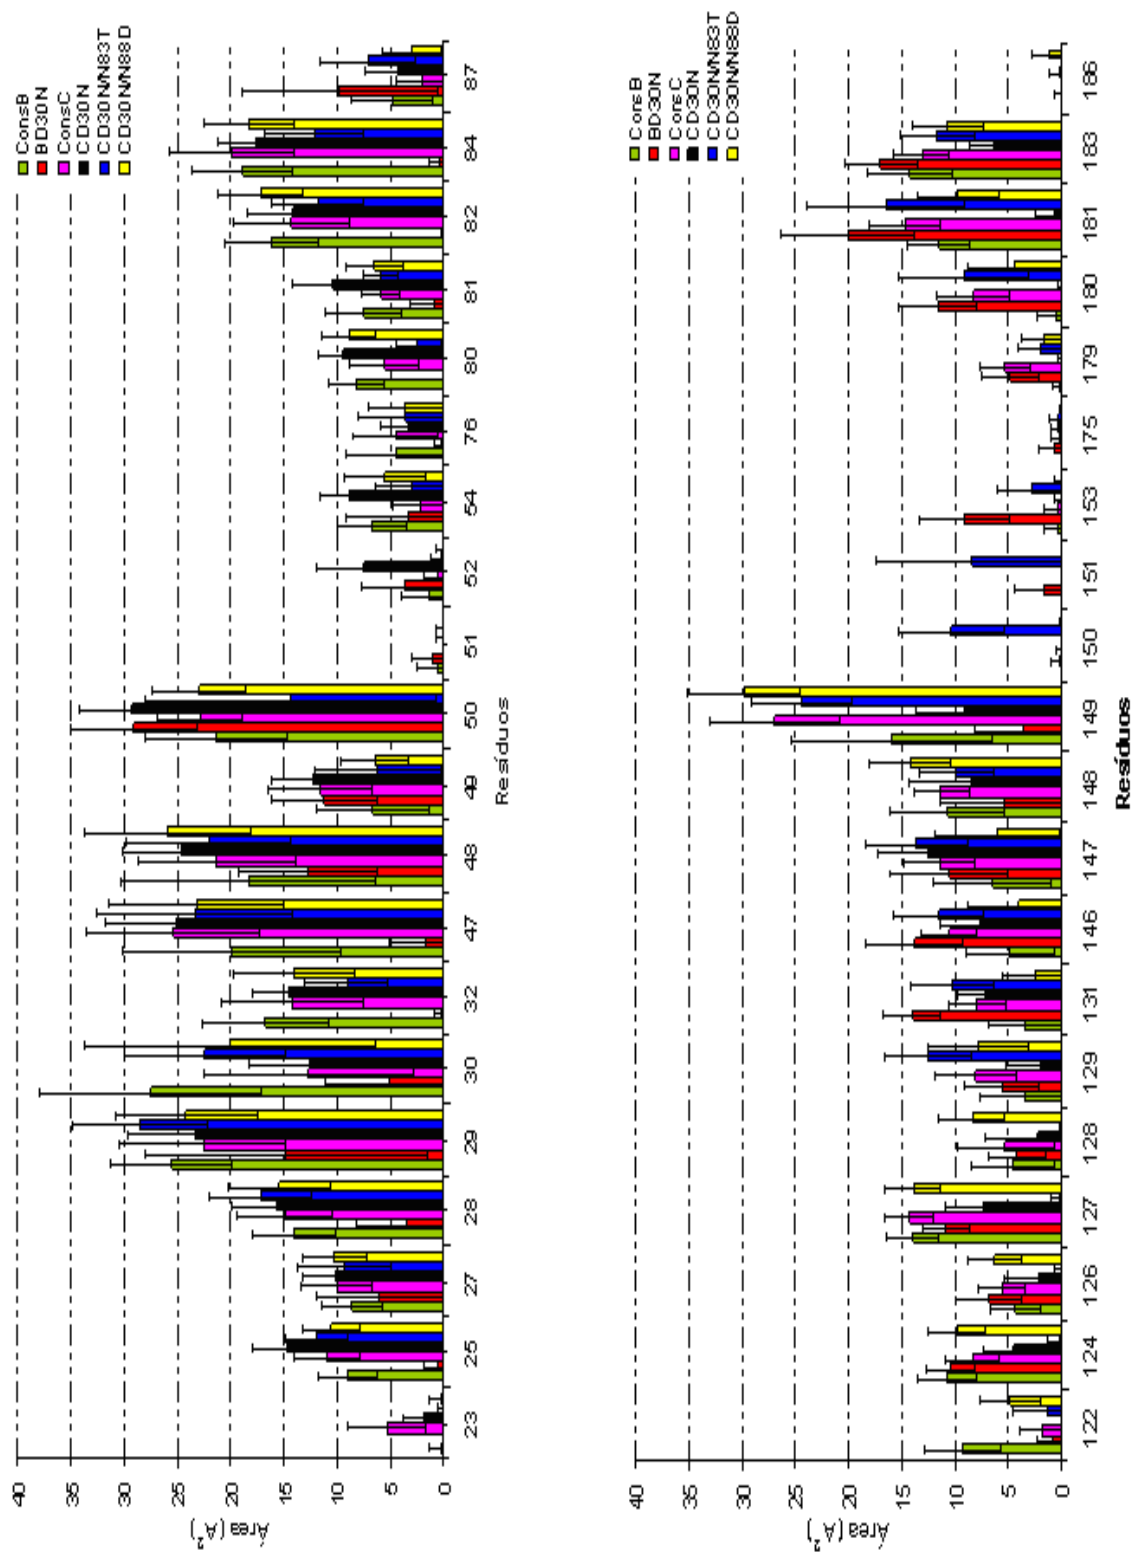 ConsB
BD30N
ConsC
CD30N
CD30N/N83T
CD30N/N88D
Área (A²)
40
35
30
25
20
15
10
5
0
23 25 27 28 29 30 32 47 48 49 50 51 52 54 76 80 81 82 84 87
Resíduos
ConsB
BD30N
ConsC
CD30N
CD30N/N83T
CD30N/N88D
Área (A²)
40
35
30
25
20
15
10
5
0
122 124 126 127 128 129 131 146 147 148 149 150 151 153 175 179 180 181 183 186
Resíduos